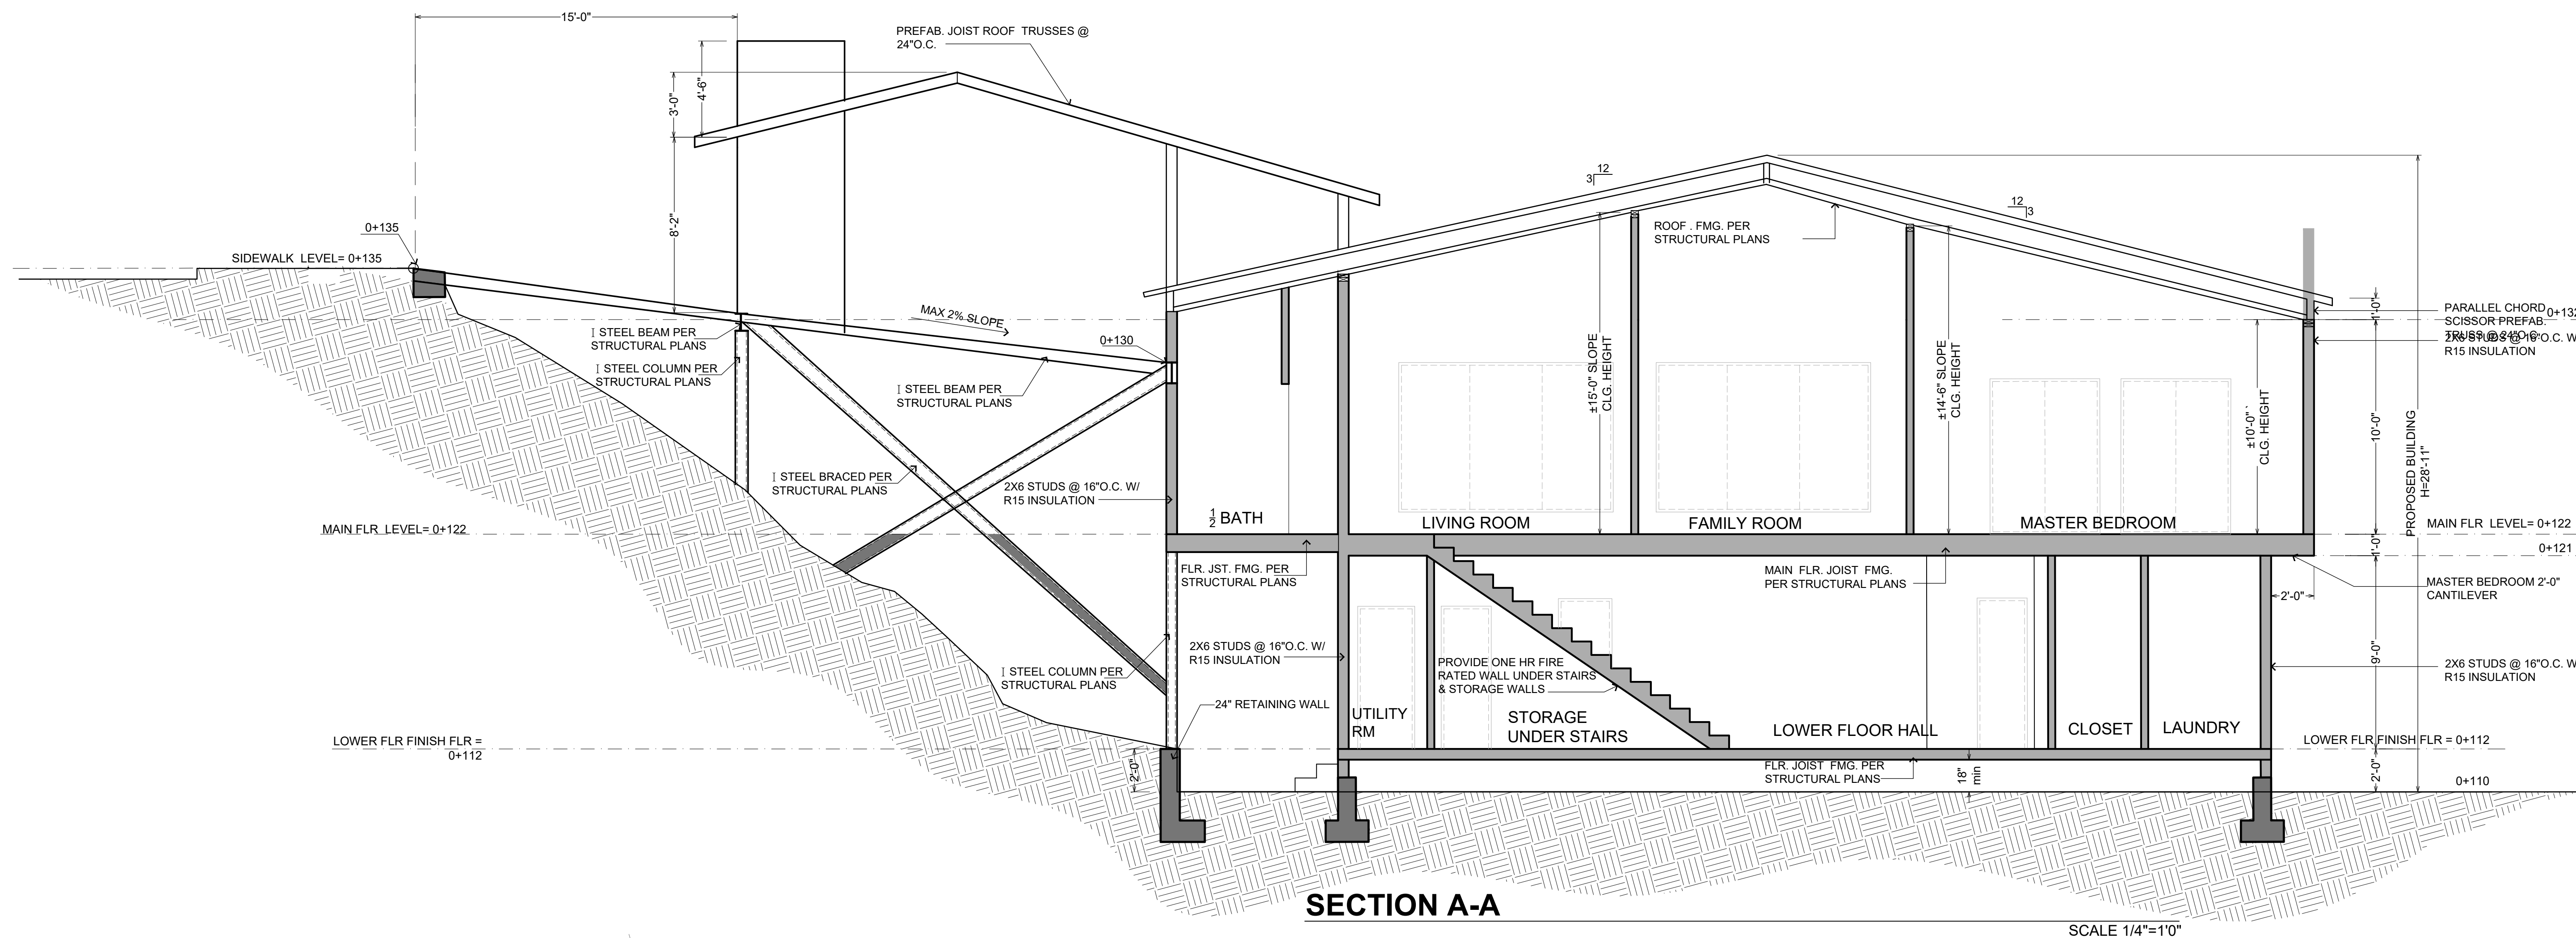 15'-0"
PREFAB. JOIST ROOF TRUSSES @
24"O.C.
4'-6"
3'-0"
8'-2"
12
3
12
3
0+135
SIDEWALK LEVEL= 0+135
ROOF . FMG. PER
STRUCTURAL PLANS
MAX 2% SLOPE
0+130
I STEEL BEAM PER
STRUCTURAL PLANS
I STEEL COLUMN PER
STRUCTURAL PLANS
I STEEL BEAM PER
STRUCTURAL PLANS
±15'-0" SLOPE
CLG. HEIGHT
±14'-6" SLOPE
CLG. HEIGHT
±10'-0" `
CLG. HEIGHT
1'-0"
10'-0"
PROPOSED BUILDING
H=28'-11"
PARALLEL CHORD
SCISSOR PREFAB.
TRUSS @ 24"O.C.
0+132
2X6 STUDS @ 16"O.C. W
R15 INSULATION
I STEEL BRACED PER
STRUCTURAL PLANS
2X6 STUDS @ 16"O.C. W/
R15 INSULATION
MAIN FLR LEVEL= 0+122
1/2 BATH
LIVING ROOM
FAMILY ROOM
MASTER BEDROOM
MAIN FLR LEVEL= 0+122
1'-0"
0+121
FLR. JST. FMG. PER
STRUCTURAL PLANS
MAIN FLR. JOIST FMG.
PER STRUCTURAL PLANS
MASTER BEDROOM 2'-0"
CANTILEVER
2'-0"
9'-0"
I STEEL COLUMN PER
STRUCTURAL PLANS
2X6 STUDS @ 16"O.C. W/
R15 INSULATION
PROVIDE ONE HR FIRE
RATED WALL UNDER STAIRS
& STORAGE WALLS
2X6 STUDS @ 16"O.C. W
R15 INSULATION
24" RETAINING WALL
UTILITY
RM
STORAGE
UNDER STAIRS
LOWER FLOOR HALL
CLOSET
LAUNDRY
LOWER FLR FINISH FLR =
0+112
LOWER FLR FINISH FLR = 0+112
2'-0"
FLR. JOIST FMG. PER
STRUCTURAL PLANS
18"
min
2'-0"
0+110
SECTION A-A
SCALE 1/4"=1'0"